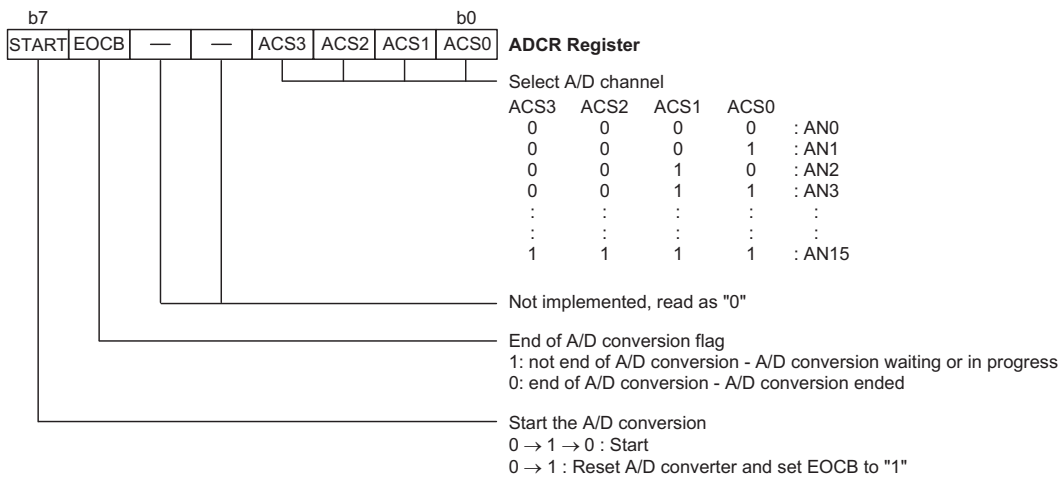 b7 b0
START EOCB — — ACS3 ACS2 ACS1 ACS0 ADCR Register
Select A/D channel
ACS3 ACS2 ACS1 ACS0
0 0 0 0 : AN0
0 0 0 1 : AN1
0 0 1 0 : AN2
0 0 1 1 : AN3
: : : : :
: : : : :
1 1 1 1 : AN15
Not implemented, read as "0"
End of A/D conversion flag
1: not end of A/D conversion - A/D conversion waiting or in progress
0: end of A/D conversion - A/D conversion ended
Start the A/D conversion
0 → 1 → 0 : Start
0 → 1 : Reset A/D converter and set EOCB to "1"